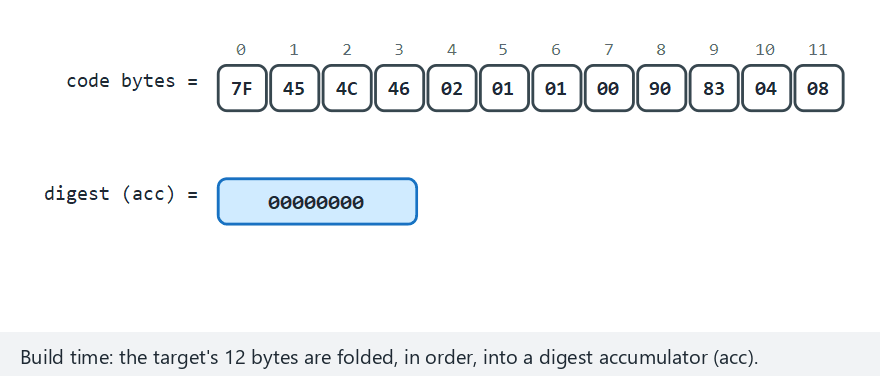 0 1 2 3 4 5 6 7 8 9 10 11
code bytes = 7F 45 4C 46 02 01 01 00 90 83 04 08
digest (acc) = 00000000
Build time: the target's 12 bytes are folded, in order, into a digest accumulator (acc).